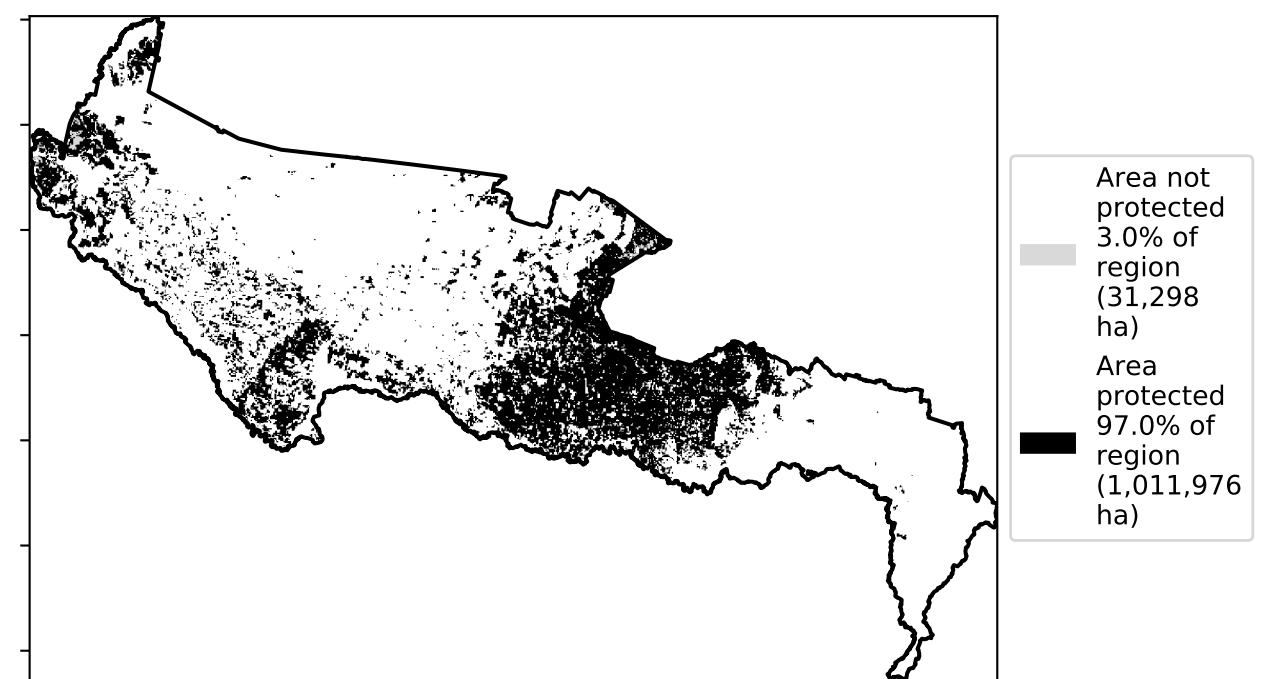 Area not
protected
3.0% of
region
(31,298
ha)
Area
protected
97.0% of
region
(1,011,976
ha)